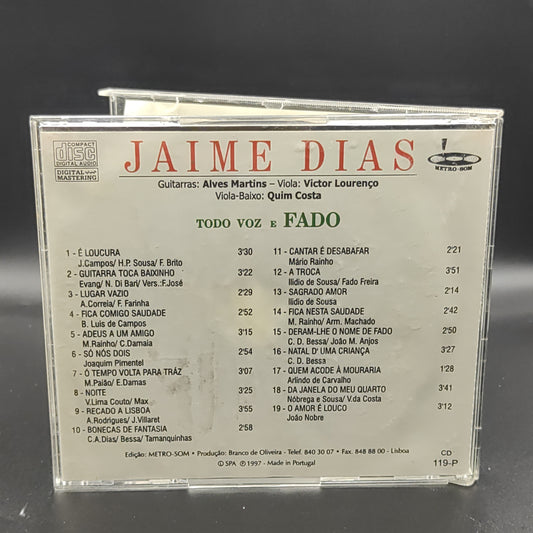 COMPACT
disc
DIGITAL AUDIO
DIGITAL
MASTERING
JAIME DIAS
METRO-SOM
Guitarras: Alves Martins – Viola: Victor Lourenço
Viola-Baixo: Quim Costa
TODO VOZ E FADO
1 - É LOUCURA 3'30
J.Campos/ H.P. Sousa/ F. Brito
2 - GUITARRA TOCA BAIXINHO 3'22
Evang/ N. Di Bari/ Vers.:F.José
3 - LUGAR VAZIO 2'29
A.Correia/ F. Farinha
4 - FICA COMIGO SAUDADE 2'52
B. Luis de Campos
5 - ADEUS A UM AMIGO 3'15
M.Rainho/ C.Damaia
6 - SÓ NÓS DOIS 2'54
Joaquim Pimentel
7 - Ó TEMPO VOLTA PARA TRÁZ 3'07
M.Paião/ E.Damas
8 - NOITE 3'25
V.Lima Couto/ Max
9 - RECADO A LISBOA 3'55
A.Rodrigues/ J.Villaret
10 - BONECAS DE FANTASIA 2'58
C.A.Dias/ Bessa/ Tamanquinhas
11 - CANTAR É DESABAFAR 2'21
Mário Rainho
12 - A TROCA 3'51
Ilidio de Sousa/ Fado Freira
13 - SAGRADO AMOR 2'14
Ilidio de Sousa
14 - FICA NESTA SAUDADE 2'42
M. Rainho/ Arm. Machado
15 - DERAM-LHE O NOME DE FADO 2'50
C. D. Bessa/ João M. Anjos
16 - NATAL D' UMA CRIANÇA 3'27
C. D. Bessa
17 - QUEM ACODE À MOURARIA 1'28
Arlindo de Carvalho
18 - DA JANELA DO MEU QUARTO 3'41
Nóbrega e Sousa/ V.da Costa
19 - O AMOR É LOUCO 3'12
João Nobre
Edição: METRO-SOM • Produção: Branco de Oliveira - Telef. 840 30 07 • Fax. 848 88 00 - Lisboa
© SPA ℗ 1997 - Made in Portugal
CD
119-P